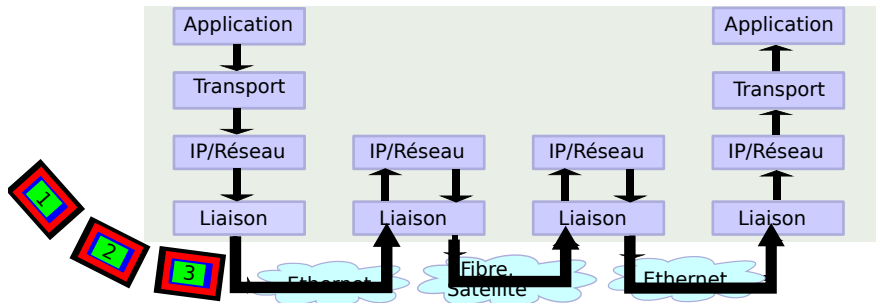 Application
Application
Transport
Transport
IP/Réseau
IP/Réseau
IP/Réseau
IP/Réseau
Liaison
Liaison
Liaison
Liaison
1
2
3
Ethernet
Fibre,
Satellite
Ethernet